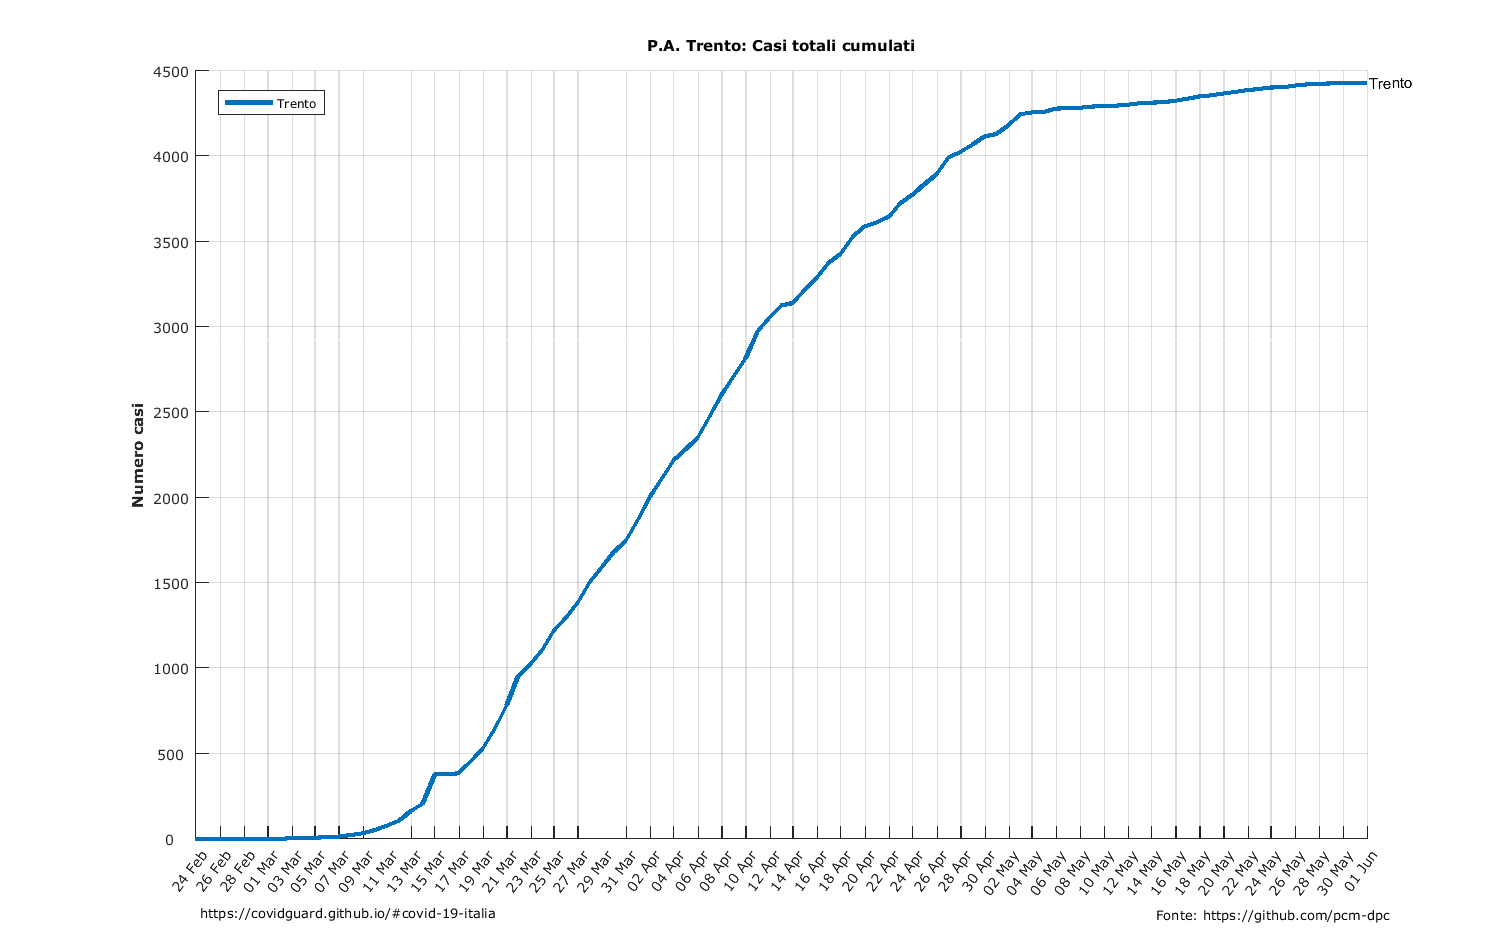 P.A. Trento: Casi totali cumulati
4500
Trento
Trento
4000
3500
3000
2500
Numero casi
2000
1500
1000
500
0
24 Feb
26 Feb
28 Feb
01 Mar
03 Mar
05 Mar
07 Mar
09 Mar
11 Mar
13 Mar
15 Mar
17 Mar
19 Mar
21 Mar
23 Mar
25 Mar
27 Mar
29 Mar
31 Mar
02 Apr
04 Apr
06 Apr
08 Apr
10 Apr
12 Apr
14 Apr
16 Apr
18 Apr
20 Apr
22 Apr
24 Apr
26 Apr
28 Apr
30 Apr
02 May
04 May
06 May
08 May
10 May
12 May
14 May
16 May
18 May
20 May
22 May
24 May
26 May
28 May
30 May
01 Jun
https://covidguard.github.io/#covid-19-italia
Fonte: https://github.com/pcm-dpc